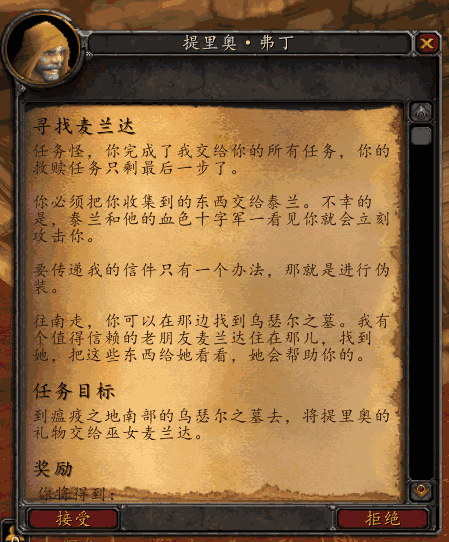 提里奥·弗丁
寻找麦兰达
任务怪，你完成了我交给你的所有任务，你的
救赎任务只剩最后一步了。
你必须把你收集到的东西交给泰兰。不幸的
是，泰兰和他的血色十字军一看见你就会立刻
攻击你。
要传递我的信件只有一个办法，那就是进行伪
装。
往南走，你可以在那边找到乌瑟尔之墓。我有
个值得信赖的老朋友麦兰达住在那儿，找到
她，把这些东西给她看看，她会帮助你的。
任务目标
到瘟疫之地南部的乌瑟尔之墓去，将提里奥的
礼物交给巫女麦兰达。
奖励
你将得到：
接受
拒绝